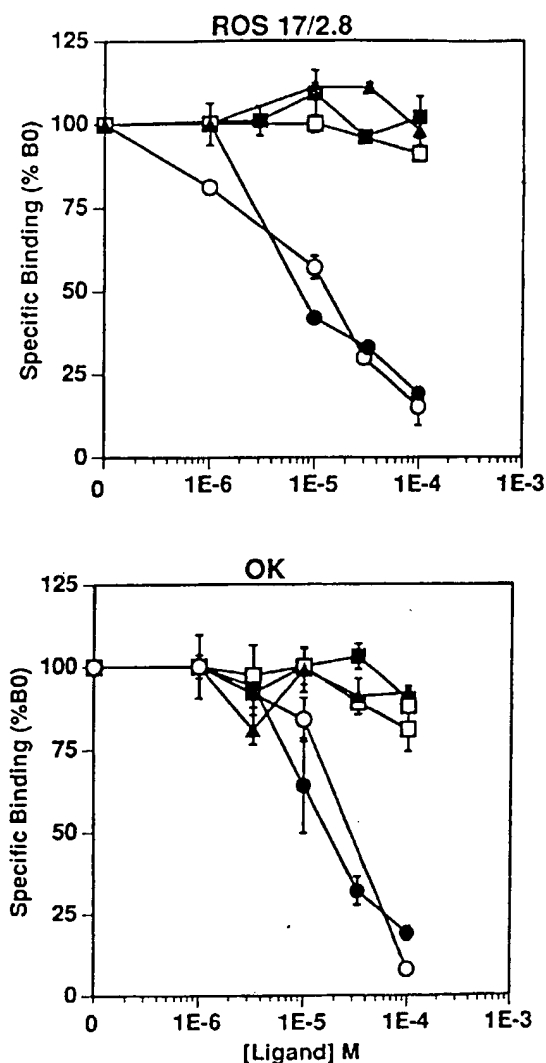 ROS 17/2.8
125
100
75
50
25
0
Specific Binding (% B0)
0 1E-6 1E-5 1E-4 1E-3
OK
125
100
75
50
25
0
Specific Binding (%B0)
0 1E-6 1E-5 1E-4 1E-3
[Ligand] M